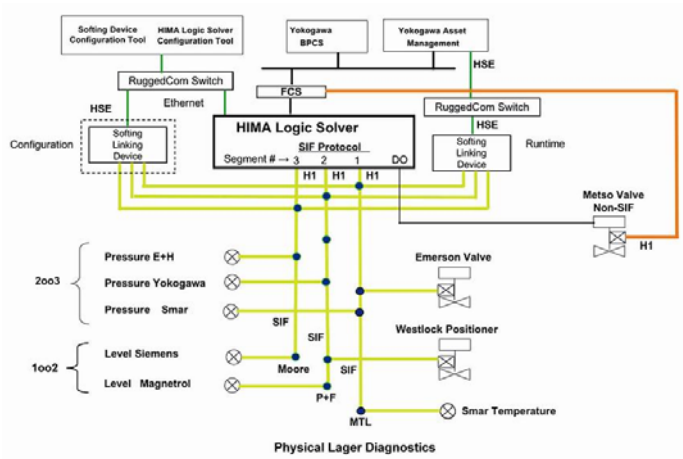 Softing Device
Configuration Tool
HIMA Logic Solver
Configuration Tool
Yokogawa
BPCS
Yokogawa Asset
Management
HSE
RuggedCom Switch
FCS
RuggedCom Switch
HSE
Ethernet
HSE
HIMA Logic Solver
SIF Protocol
Segment # → 3 2 1 DO
Configuration
Softing
Linking
Device
Softing
Linking
Device
Runtime
H1 H1 H1
Metso Valve
Non-SIF
H1
Pressure E+H
Emerson Valve
2oo3
Pressure Yokogawa
Pressure Smar
SIF
Westlock Positioner
SIF
Level Siemens
1oo2
Moore
SIF
Level Magnetrol
P+F
Smar Temperature
MTL
Physical Lager Diagnostics